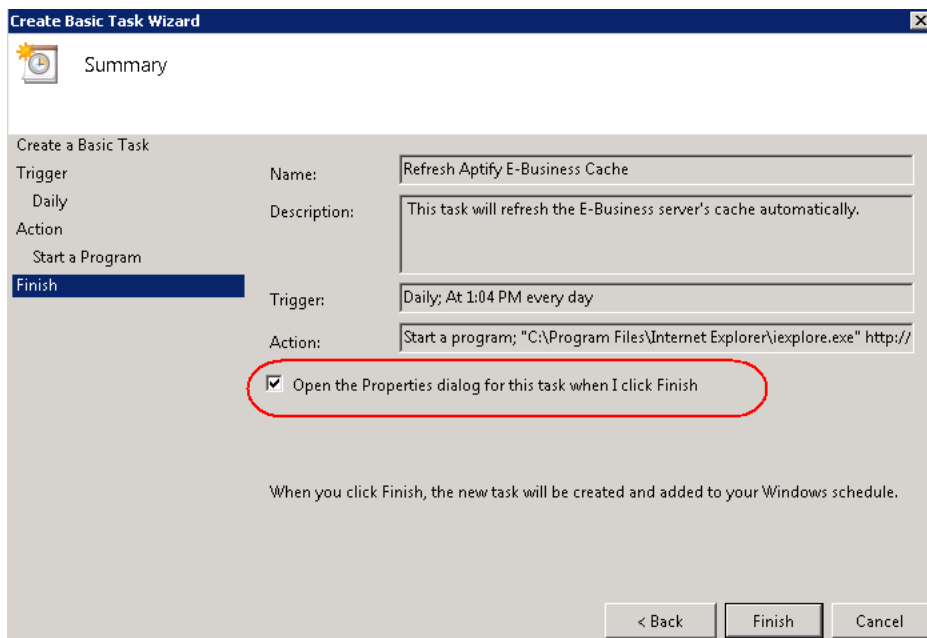 Create Basic Task Wizard
Summary
Create a Basic Task
Trigger
Daily
Action
Start a Program
Finish
Name:
Refresh Aptify E-Business Cache
Description:
This task will refresh the E-Business server's cache automatically.
Trigger:
Daily; At 1:04 PM every day
Action:
Start a program; "C:\Program Files\Internet Explorer\iexplore.exe" http://
Open the Properties dialog for this task when I click Finish
When you click Finish, the new task will be created and added to your Windows schedule.
< Back
Finish
Cancel